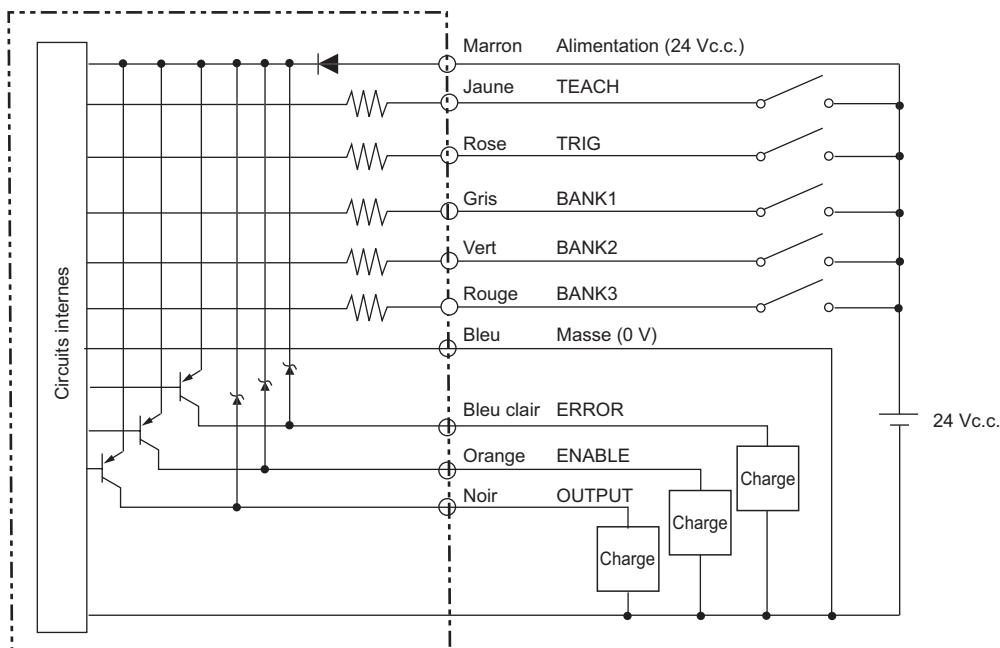 Marron Alimentation (24 Vc.c.)
Jaune TEACH
Rose TRIG
Gris BANK1
Vert BANK2
Rouge BANK3
Bleu Masse (0 V)
Circuits internes
Bleu clair ERROR
24 Vc.c.
Orange ENABLE
Charge
Noir OUTPUT
Charge
Charge